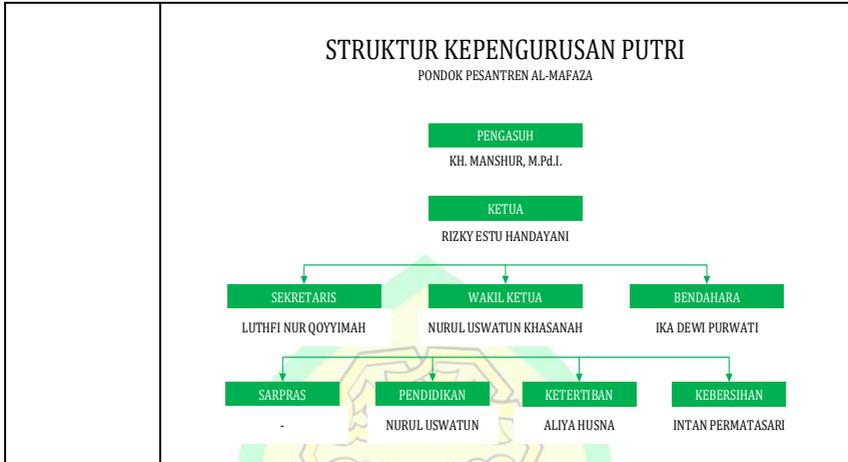 STRUKTUR KEPENGURUSAN PUTRI
PONDOK PESANTREN AL-MAFAZA
PENGASUH
KH. MANSHUR, M.Pd.I.
KETUA
RIZKY ESTU HANDAYANI
SEKRETARIS WAKIL KETUA BENDAHARA
LUTHFI NUR QOYYIMAH NURUL USWATUN KHASANAH IKA DEWI PURWATI
SARPRAS PENDIDIKAN KETERTIBAN KEBERSIHAN
- NURUL USWATUN ALIYA HUSNA INTAN PERMATASARI